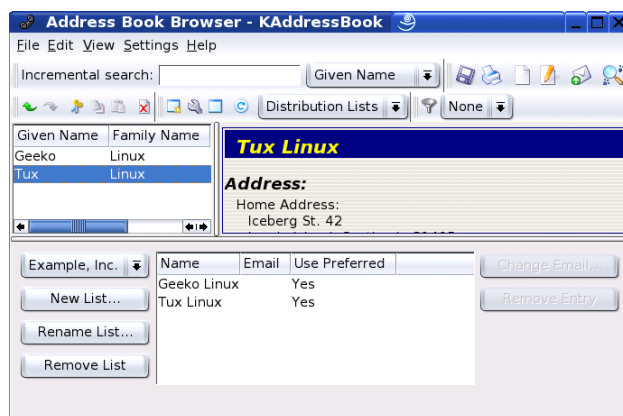 Address Book Browser - KAddressBook
File Edit View Settings Help
Incremental search: Given Name
Distribution Lists None
Given Name Family Name
Geeko Linux
Tux Linux
Tux Linux
Address:
Home Address:
Iceberg St. 42
Example, Inc.
New List...
Rename List...
Remove List
Name Email Use Preferred
Geeko Linux Yes
Tux Linux Yes
Change Email...
Remove Entry